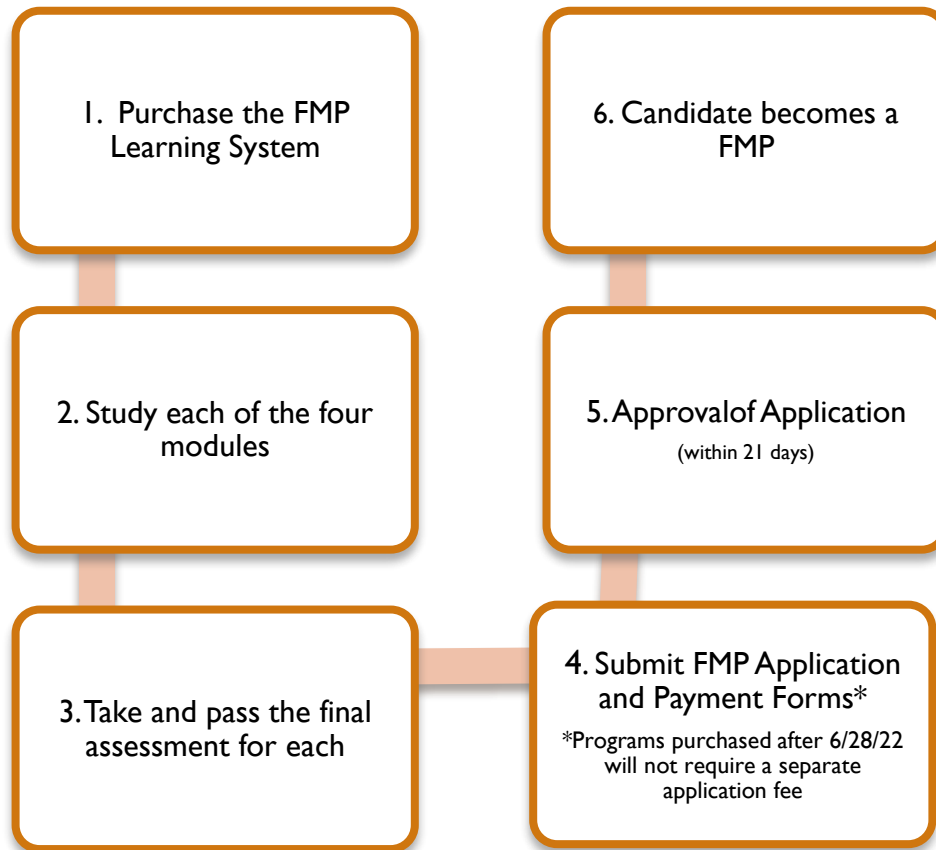 1. Purchase the FMP
Learning System
2. Study each of the four
modules
3. Take and pass the final
assessment for each
4. Submit FMP Application
and Payment Forms*
*Programs purchased after 6/28/22
will not require a separate
application fee
5. Approvalof Application
(within 21 days)
6. Candidate becomes a
FMP